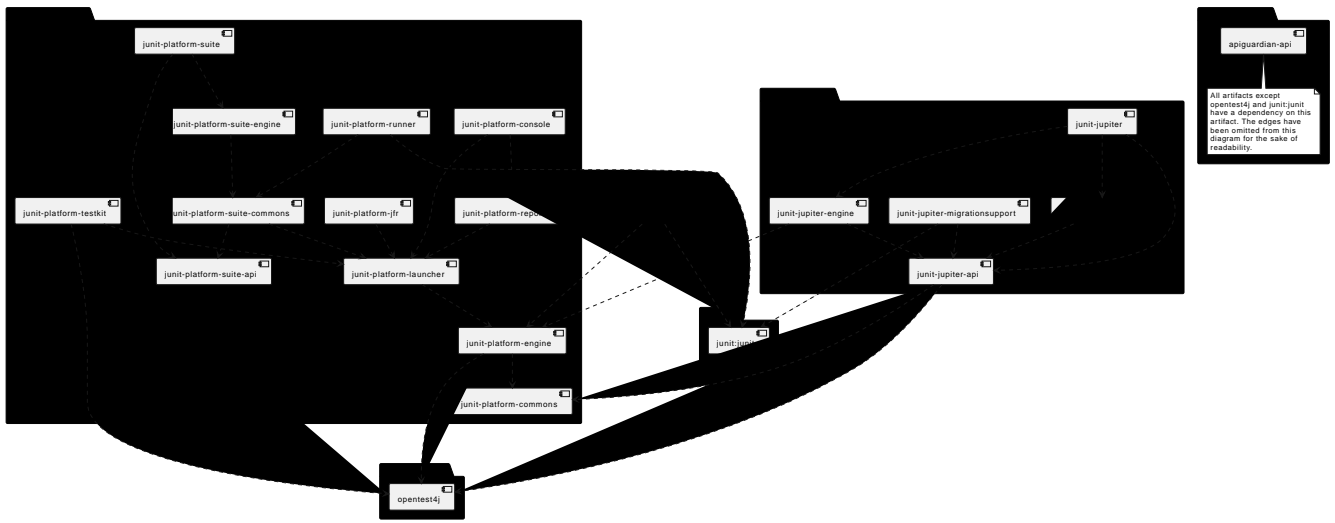 junit-platform-suite
apiguardian-api
All artifacts except
opentest4j and junit:junit
have a dependency on this
artifact. The edges have
been omitted from this
diagram for the sake of
readability.
junit-platform-suite-engine
junit-platform-runner
junit-platform-console
junit-jupiter
junit-platform-testkit
junit-platform-suite-commons
junit-platform-jfr
junit-jupiter-engine
junit-jupiter-migrationsupport
junit-platform-suite-api
junit-platform-launcher
junit-jupiter-api
junit-platform-engine
junit-platform-commons
opentest4j